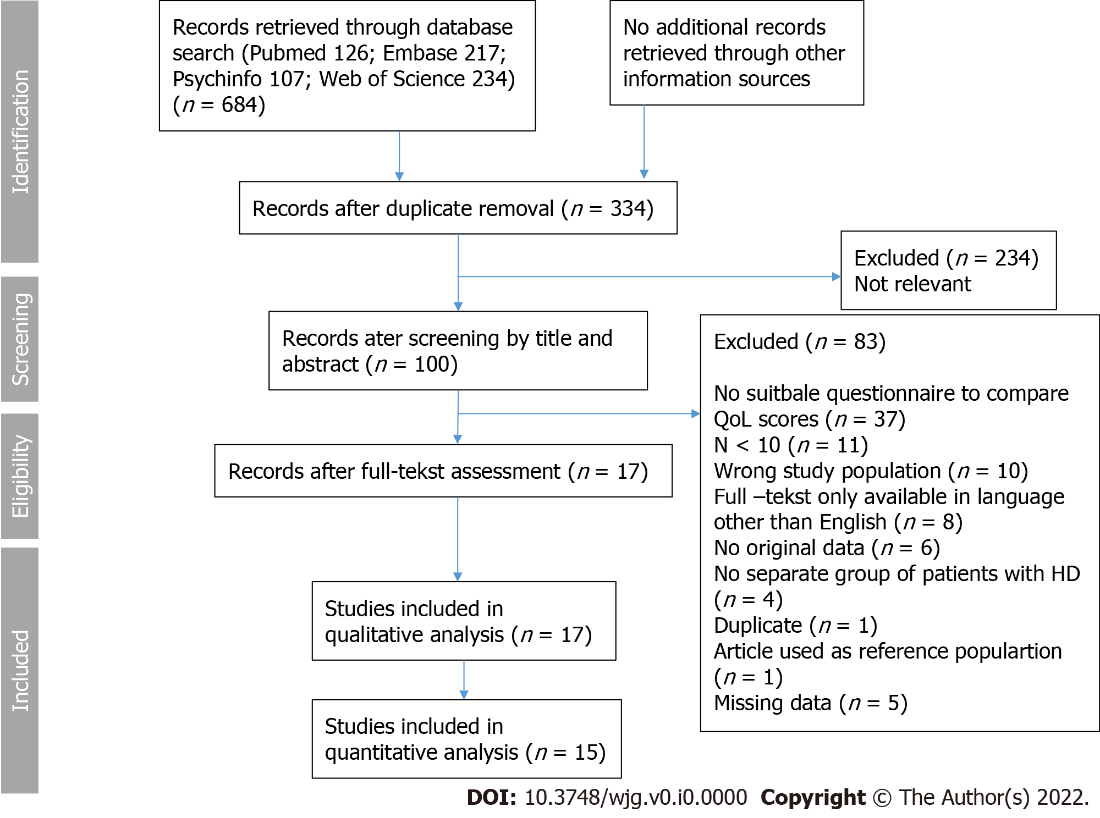 Identification
Records retrieved through database
search (Pubmed 126; Embase 217;
Psychinfo 107; Web of Science 234)
(n = 684)
No additional records
retrieved through other
information sources
Records after duplicate removal (n = 334)
Excluded (n = 234)
Not relevant
Screening
Records ater screening by title and
abstract (n = 100)
Excluded (n = 83)
No suitbale questionnaire to compare
QoL scores (n = 37)
N < 10 (n = 11)
Wrong study population (n = 10)
Full –tekst only available in language
other than English (n = 8)
No original data (n = 6)
No separate group of patients with HD
(n = 4)
Duplicate (n = 1)
Article used as reference populartion
(n = 1)
Missing data (n = 5)
Eligibility
Records after full-tekst assessment (n = 17)
Included
Studies included in
qualitative analysis (n = 17)
Studies included in
quantitative analysis (n = 15)
DOI: 10.3748/wjg.v0.i0.0000 Copyright © The Author(s) 2022.